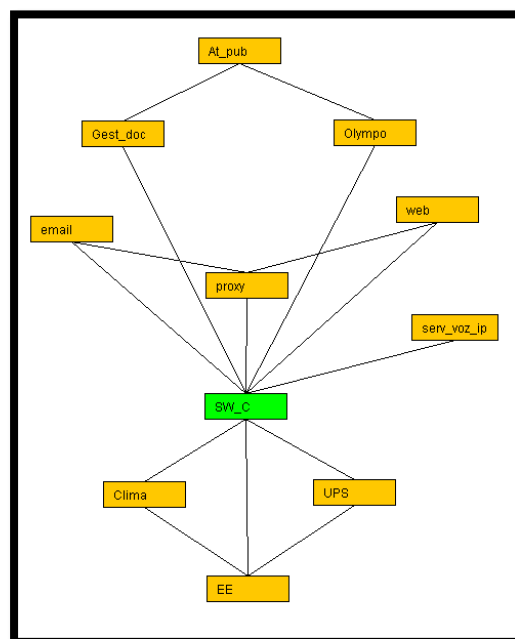 At_pub
Gest_doc
Olympo
web
email
proxy
serv_voz_ip
SW_C
Clima
UPS
EE